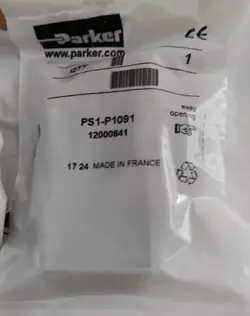 Parker
www.parker.com
CE
QTY
1
PS1-P1091
12000841
easy
opening
17 24 MADE IN FRANCE